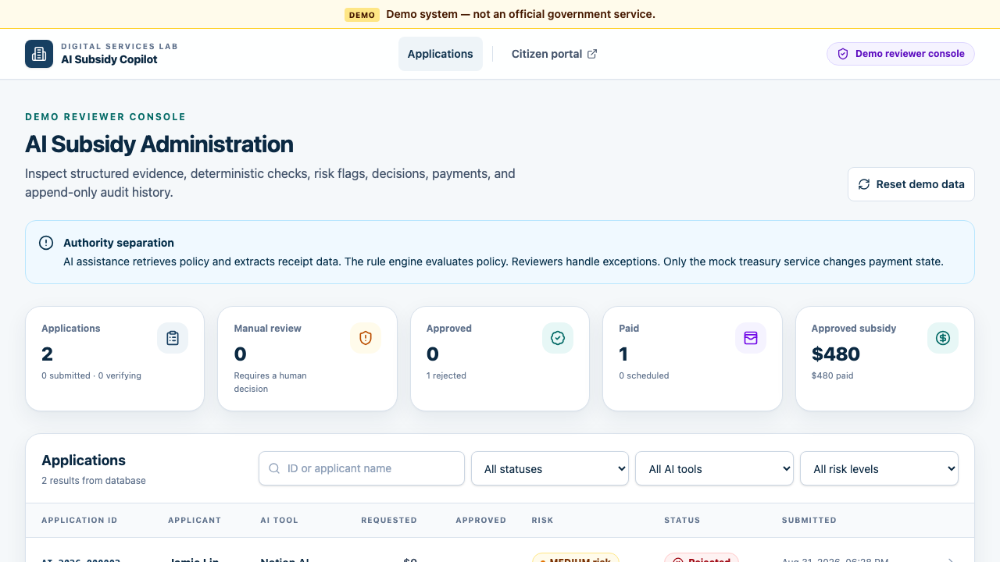 DEMO Demo system — not an official government service.
DIGITAL SERVICES LAB
AI Subsidy Copilot
Applications
Citizen portal
Demo reviewer console
DEMO REVIEWER CONSOLE
AI Subsidy Administration
Inspect structured evidence, deterministic checks, risk flags, decisions, payments, and
append-only audit history.
Reset demo data
Authority separation
AI assistance retrieves policy and extracts receipt data. The rule engine evaluates policy. Reviewers handle exceptions. Only the mock treasury service changes payment state.
Applications
2
0 submitted · 0 verifying
Manual review
0
Requires a human
decision
Approved
0
1 rejected
Paid
1
0 scheduled
Approved subsidy
$480
$480 paid
Applications
2 results from database
ID or applicant name
All statuses
All AI tools
All risk levels
APPLICATION ID APPLICANT AI TOOL REQUESTED APPROVED RISK STATUS SUBMITTED
AI-2026-000002 Jamie Lin Notion AI $0 MEDIUM risk Rejected Aug 31, 2026, 06:28 PM